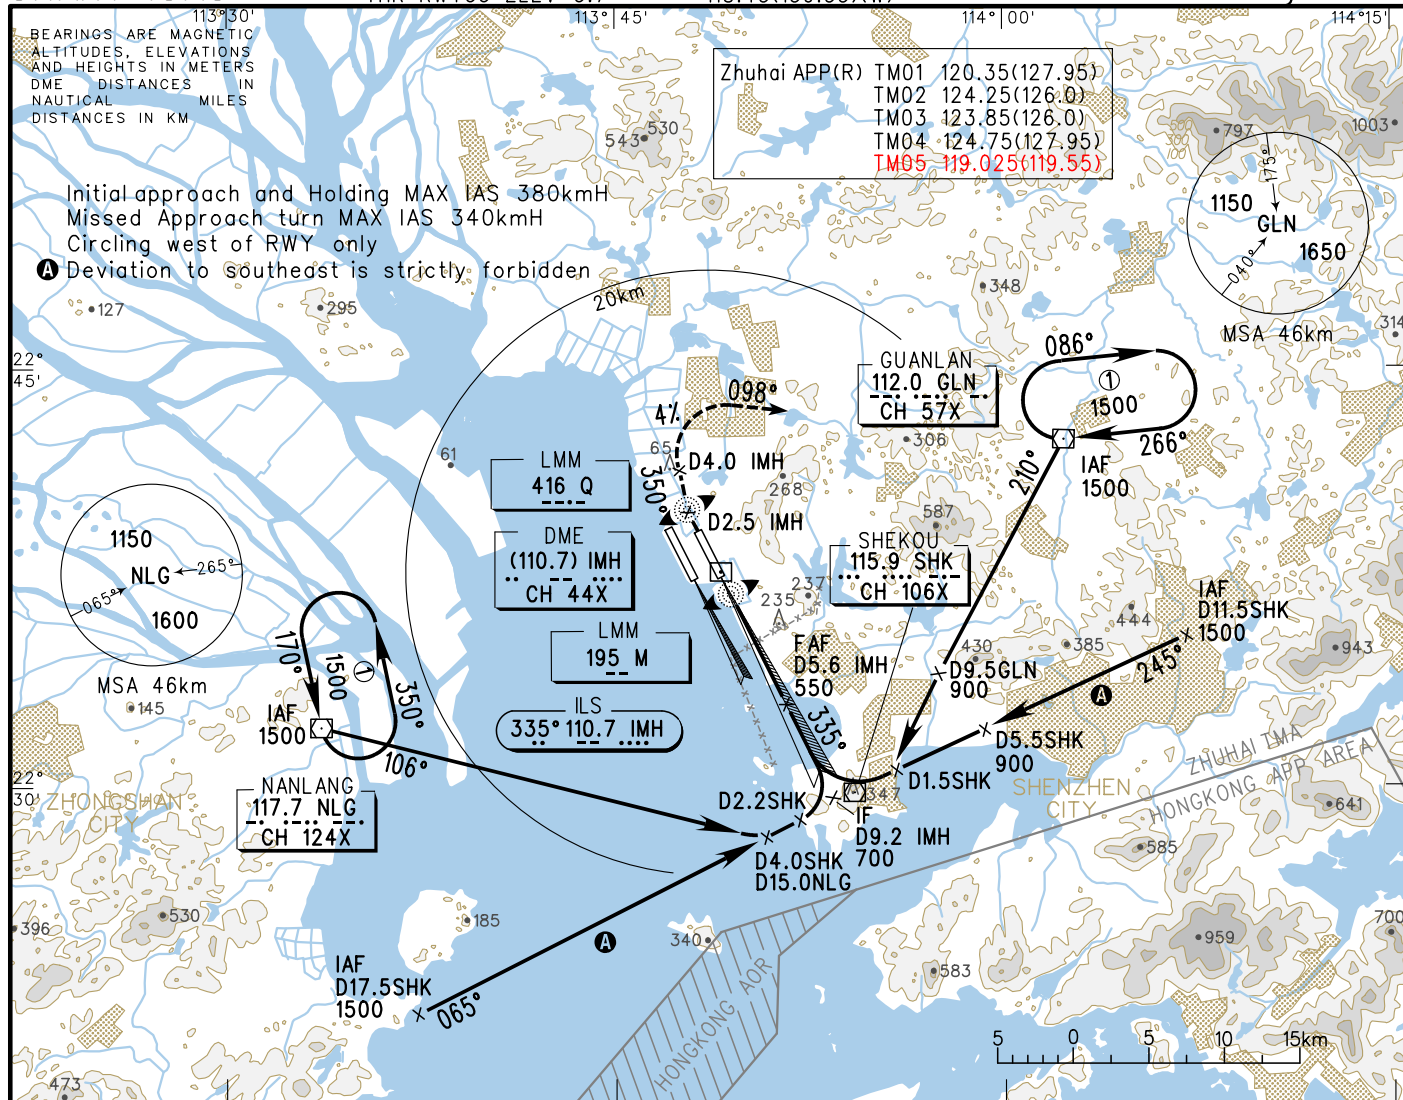 113°30'
113°45'
114°00'
114°15'
BEARINGS ARE MAGNETIC
ALTITUDES, ELEVATIONS
AND HEIGHTS IN METERS
DME DISTANCES IN
NAUTICAL MILES
DISTANCES IN KM
Zhuhai APP(R) TM01 120.35(127.95)
TM02 124.25(126.0)
TM03 123.85(126.0)
TM04 124.75(127.95)
TM05 119.025(119.55)
Initial approach and Holding MAX IAS 380kmH
Missed Approach turn MAX IAS 340kmH
Circling west of RWY only
A Deviation to southeast is strictly forbidden
543
530
797
1003
175°
1150
GLN
1650
040°
MSA 46km
314
127
295
20km
348
22°
45'
GUANLAN
112.0 GLN
CH 57X
086°
1
1500
266°
IAF
1500
210°
306
4%
098°
65
D4.0 IMH
350°
268
61
LMM
416 Q
D2.5 IMH
587
DME
(110.7) IMH
CH 44X
SHEKOU
115.9 SHK
CH 106X
1150
NLG
265°
065°
1600
MSA 46km
237
235
444
IAF
D11.5SHK
1500
LMM
195 M
FAF
D5.6 IMH
550
430
385
943
245°
D9.5GLN
900
A
170°
1500
1
350°
145
IAF
1500
ILS
335° 110.7 IMH
335°
D5.5SHK
900
106°
ZHUHAI TMA
HONGKONG APP AREA
22°
30'
ZHONGSHAN
CITY
NANLANG
117.7 NLG
CH 124X
D2.2SHK
347
D1.5SHK
SHENZHEN
CITY
641
IF
D9.2 IMH
700
D4.0SHK
D15.0NLG
585
530
396
185
340
A
959
700
583
IAF
D17.5SHK
1500
065°
HONGKONG AOR
5 0 5 10 15km
473